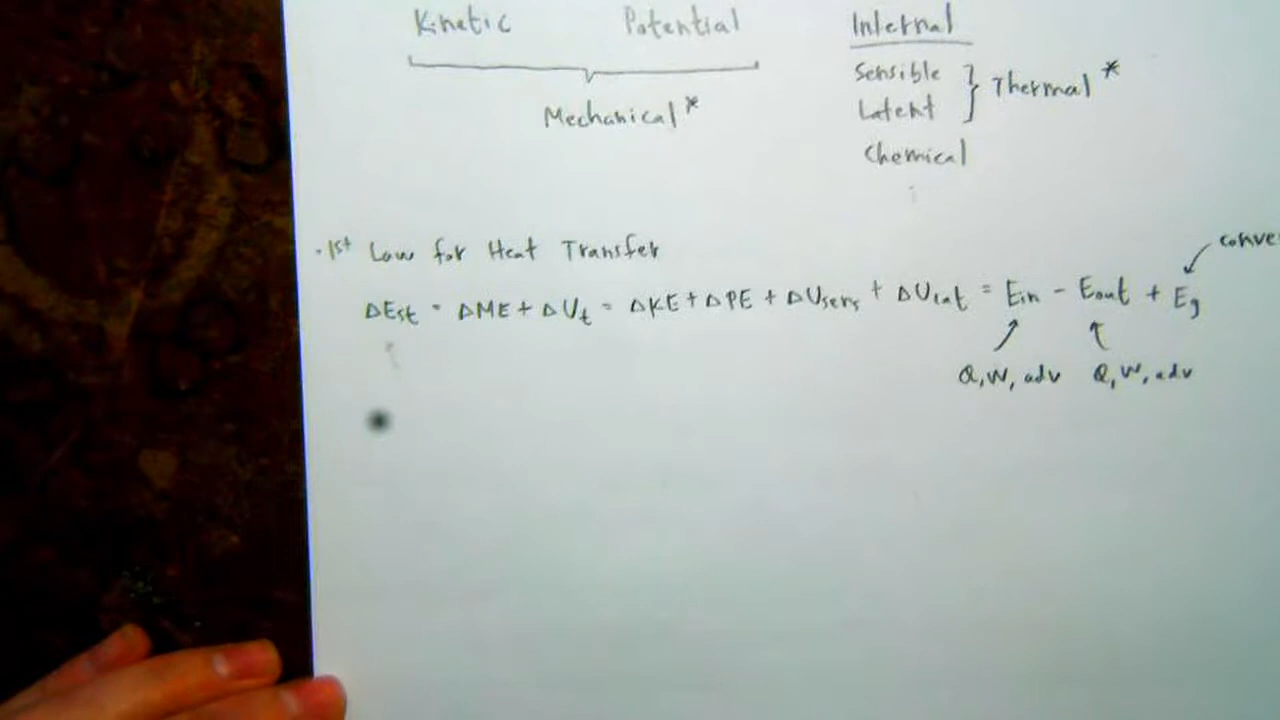 Kinetic Potential Internal
Sensible
Latent } Thermal*
Mechanical*
Chemical
·1st Law for Heat Transfer
conve
ΔEst = ΔME + ΔUt = ΔKE + ΔPE + ΔUsens + ΔUlat = Ein - Eout + Eg
Q, W, adv Q, W, adv